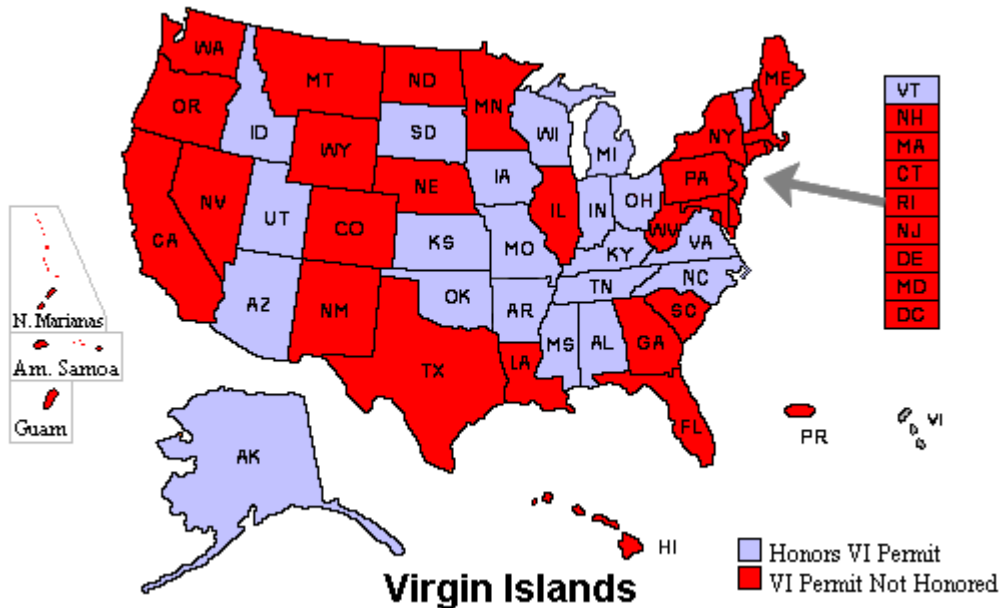 WA
MT
ND
MN
ME
VT
NH
MA
CT
RI
NJ
DE
MD
DC
OR
ID
SD
WI
MI
NY
WY
IA
PA
NE
IL
IN
OH
NV
UT
CO
KS
MO
KY
WV
VA
CA
AZ
NM
OK
AR
TN
NC
SC
MS
AL
GA
TX
LA
FL
N. Marianas
Am. Samoa
Guam
AK
HI
PR
VI
Honors VI Permit
VI Permit Not Honored
Virgin Islands